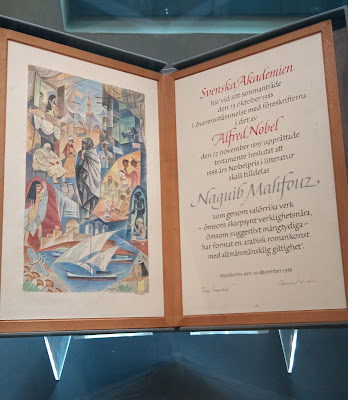 Svenska Akademien
har vid sitt sammanträde
den 13 oktober 1988
i överensstämmelse med föreskrifterna
i det av
Alfred Nobel
den 27 november 1895 upprättade
testamente beslutat att
1988 års Nobelpris i litteratur
skall tilldelas
Naguib Mahfouz
som genom valörrika verk
- ömsom skarpsynt verklighetsnära,
ömsom suggestivt mångtydiga -
har format en arabisk romankonst
med allmänmänsklig giltighet.
Stockholm den 10 december 1988